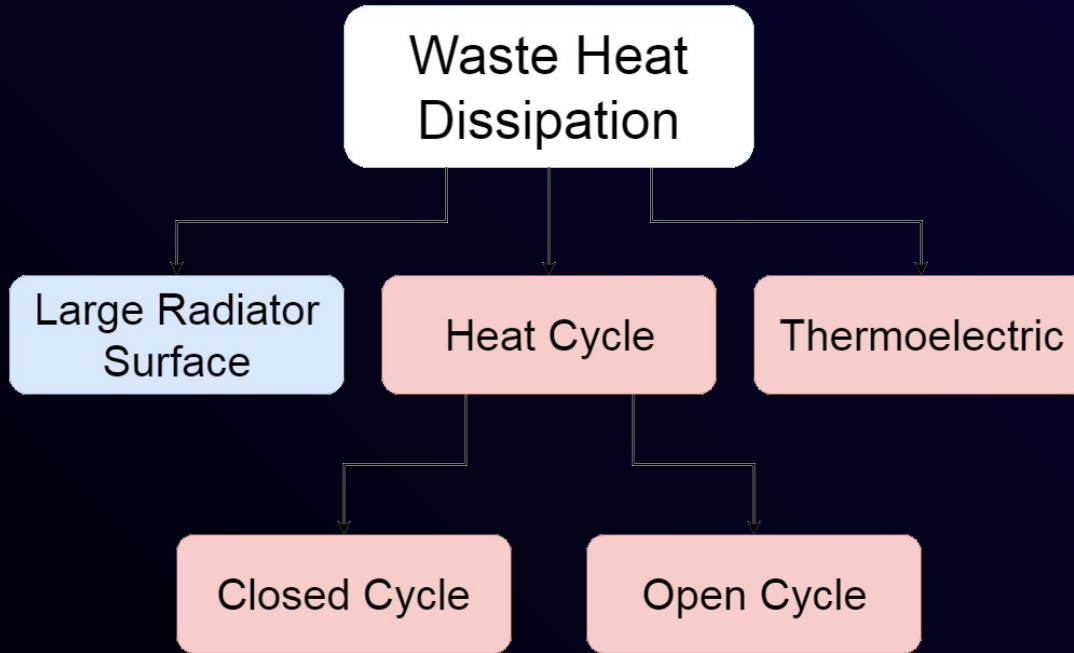 Waste Heat
Dissipation
Large Radiator
Surface
Heat Cycle
Thermoelectric
Closed Cycle
Open Cycle